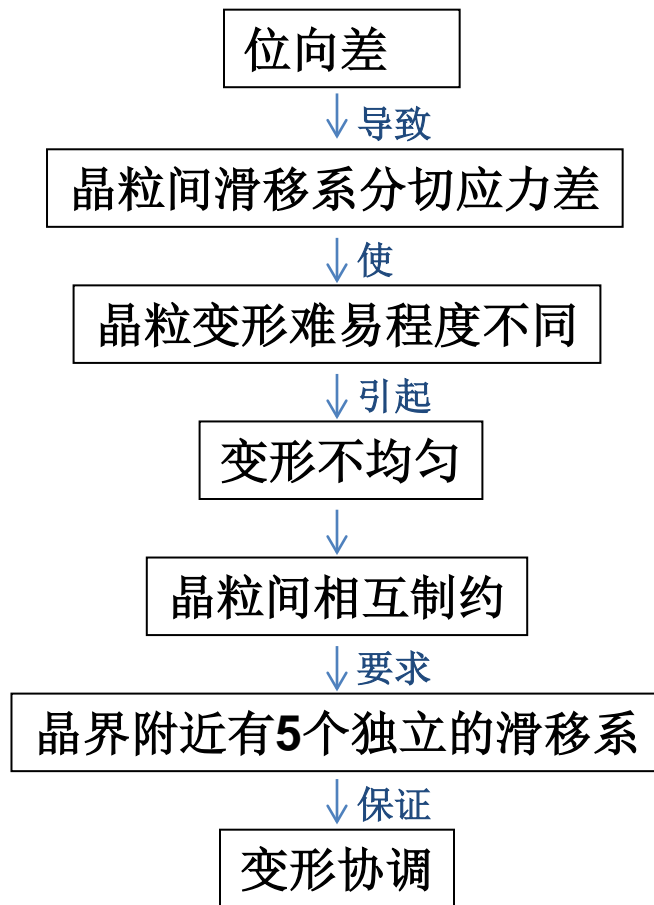 位向差
导致
晶粒间滑移系分切应力差
使
晶粒变形难易程度不同
引起
变形不均匀
晶粒间相互制约
要求
晶界附近有5个独立的滑移系
保证
变形协调